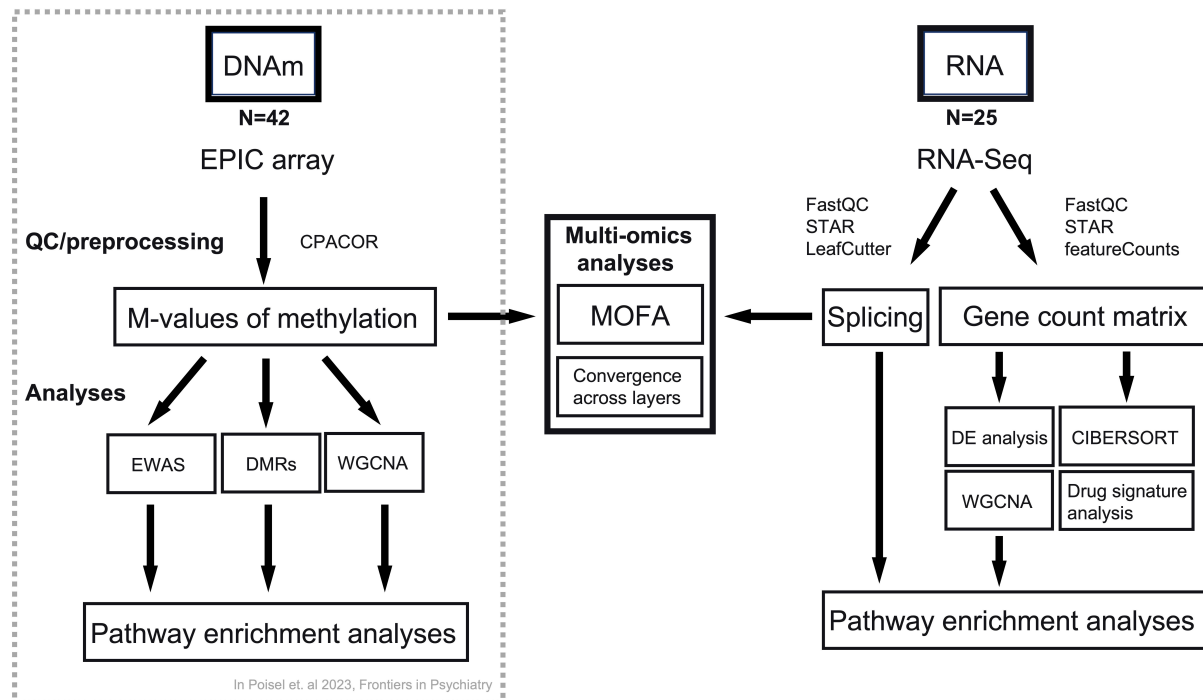 DNAm
N=42
EPIC array
QC/preprocessing
CPACOR
M-values of methylation
Analyses
EWAS
DMRs
WGCNA
Pathway enrichment analyses
In Poisel et. al 2023, Frontiers in Psychiatry
Multi-omics
analyses
MOFA
Convergence
across layers
RNA
N=25
RNA-Seq
FastQC
STAR
LeafCutter
FastQC
STAR
featureCounts
Splicing
Gene count matrix
DE analysis
CIBERSORT
WGCNA
Drug signature
analysis
Pathway enrichment analyses